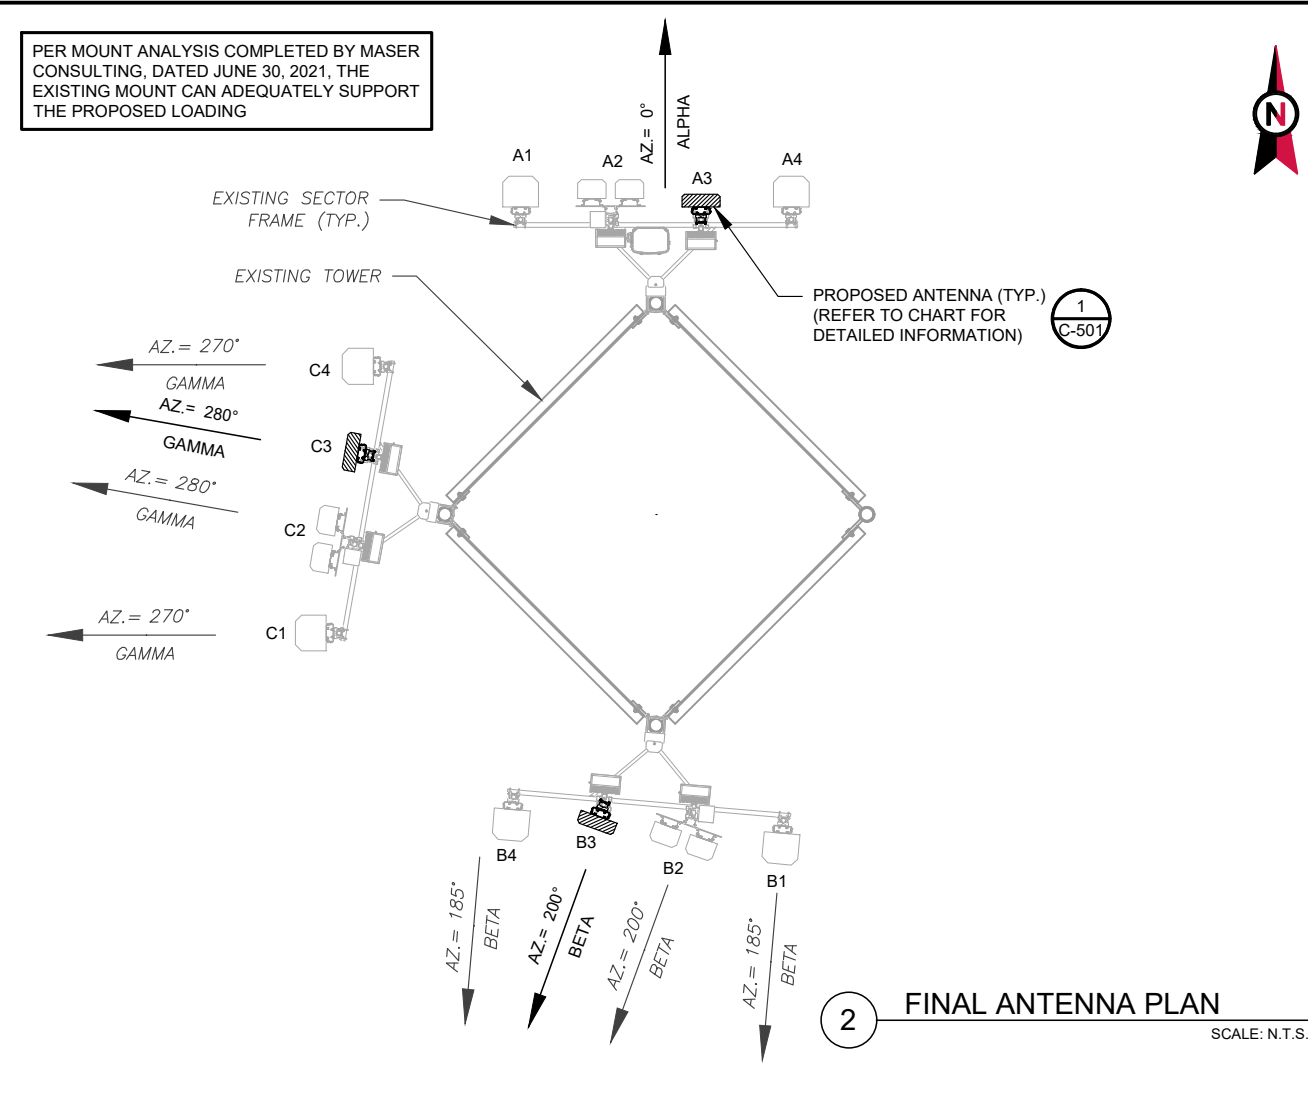 PER MOUNT ANALYSIS COMPLETED BY MASER
CONSULTING, DATED JUNE 30, 2021, THE
EXISTING MOUNT CAN ADEQUATELY SUPPORT
THE PROPOSED LOADING
AZ.= 0°
ALPHA
N
A1
A2
A3
A4
EXISTING SECTOR
FRAME (TYP.)
EXISTING TOWER
PROPOSED ANTENNA (TYP.)
(REFER TO CHART FOR
DETAILED INFORMATION)
1
C-501
AZ.= 270°
GAMMA
C4
AZ.= 280°
GAMMA
C3
AZ.= 280°
GAMMA
C2
AZ.= 270°
GAMMA
C1
B4
B3
B2
B1
AZ.= 185°
BETA
AZ.= 200°
BETA
AZ.= 200°
BETA
AZ.= 185°
BETA
2
FINAL ANTENNA PLAN
SCALE: N.T.S.